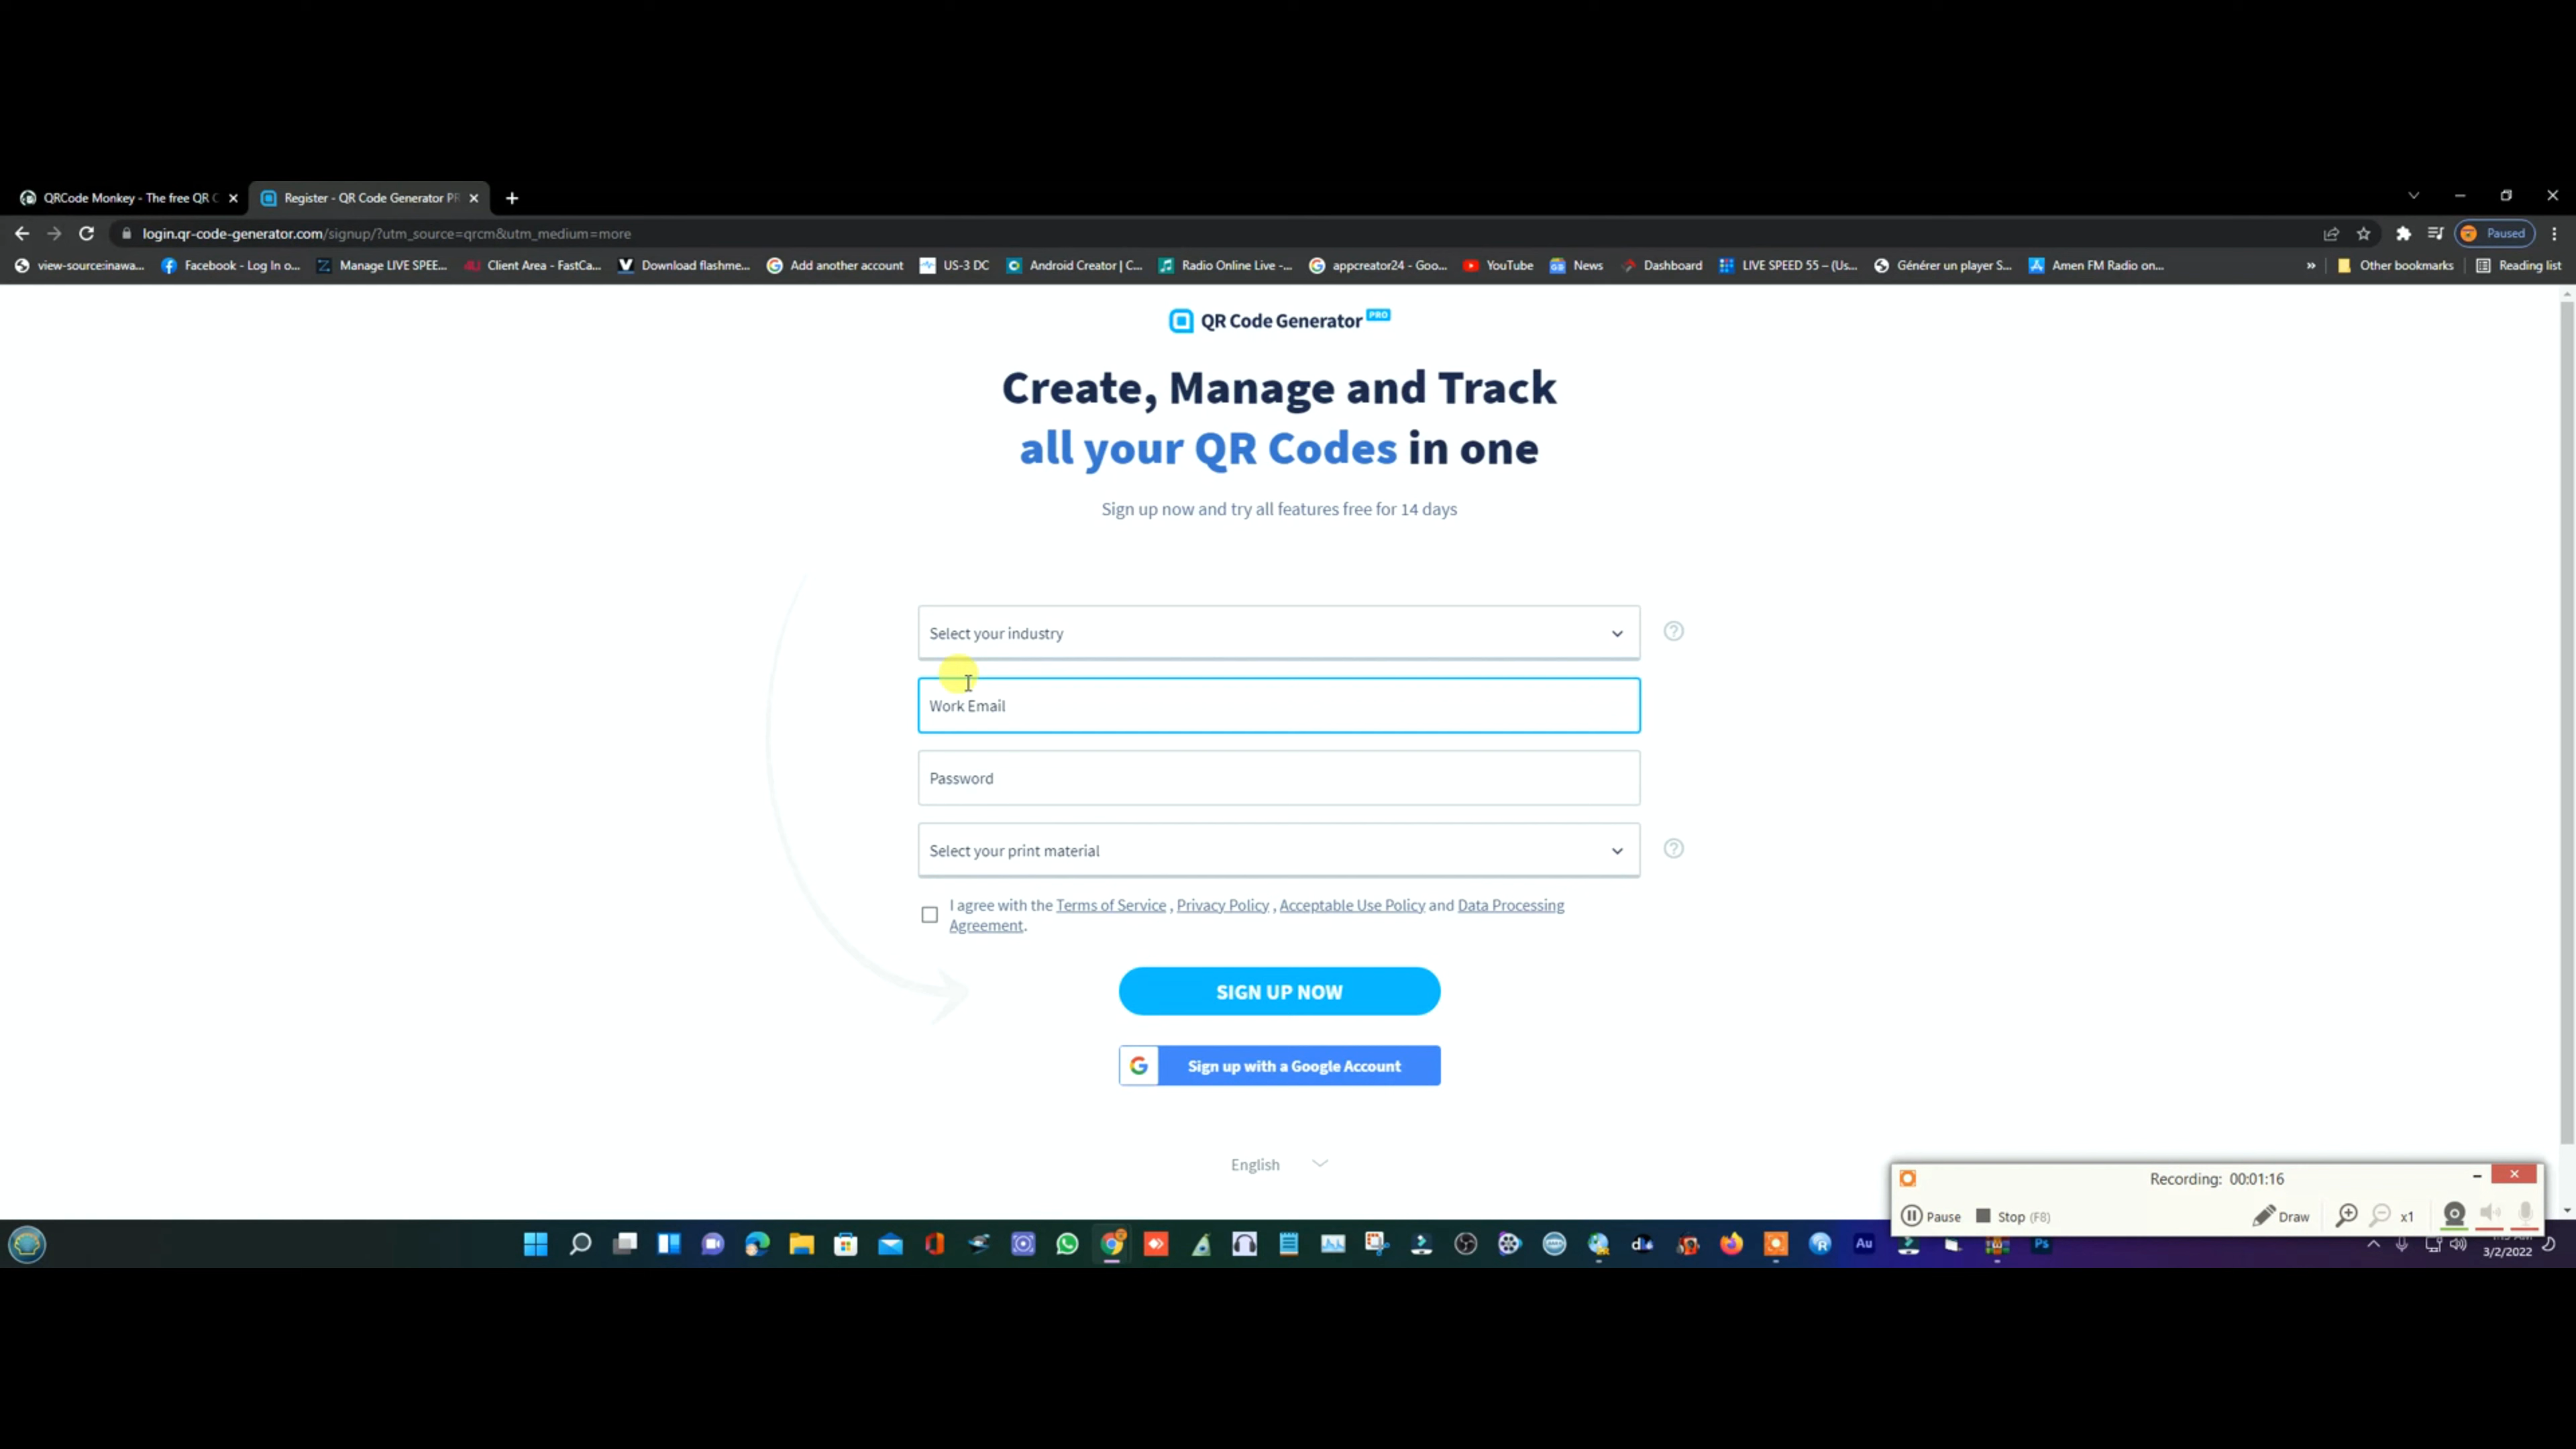 QRCode Monkey - The free QR C
Register - QR Code Generator PR
login.qr-code-generator.com/signup/?utm_source=qrcm&utm_medium=more
Paused
view-source:inawa...
Facebook - Log In o...
Manage LIVE SPEE...
Client Area - FastCa...
Download flashme...
Add another account
US-3 DC
Android Creator | C...
Radio Online Live -...
appcreator24 - Goo...
YouTube
News
Dashboard
LIVE SPEED 55 – (Us...
Générer un player S...
Amen FM Radio on...
»
Other bookmarks
Reading list
QR Code Generator PRO
Create, Manage and Track
all your QR Codes in one
Sign up now and try all features free for 14 days
Select your industry
Work Email
Password
Select your print material
I agree with the Terms of Service , Privacy Policy , Acceptable Use Policy and Data Processing
Agreement.
SIGN UP NOW
Sign up with a Google Account
English
Recording: 00:01:16
Pause
Stop (F8)
Draw
x1
Au
Ps
3/2/2022